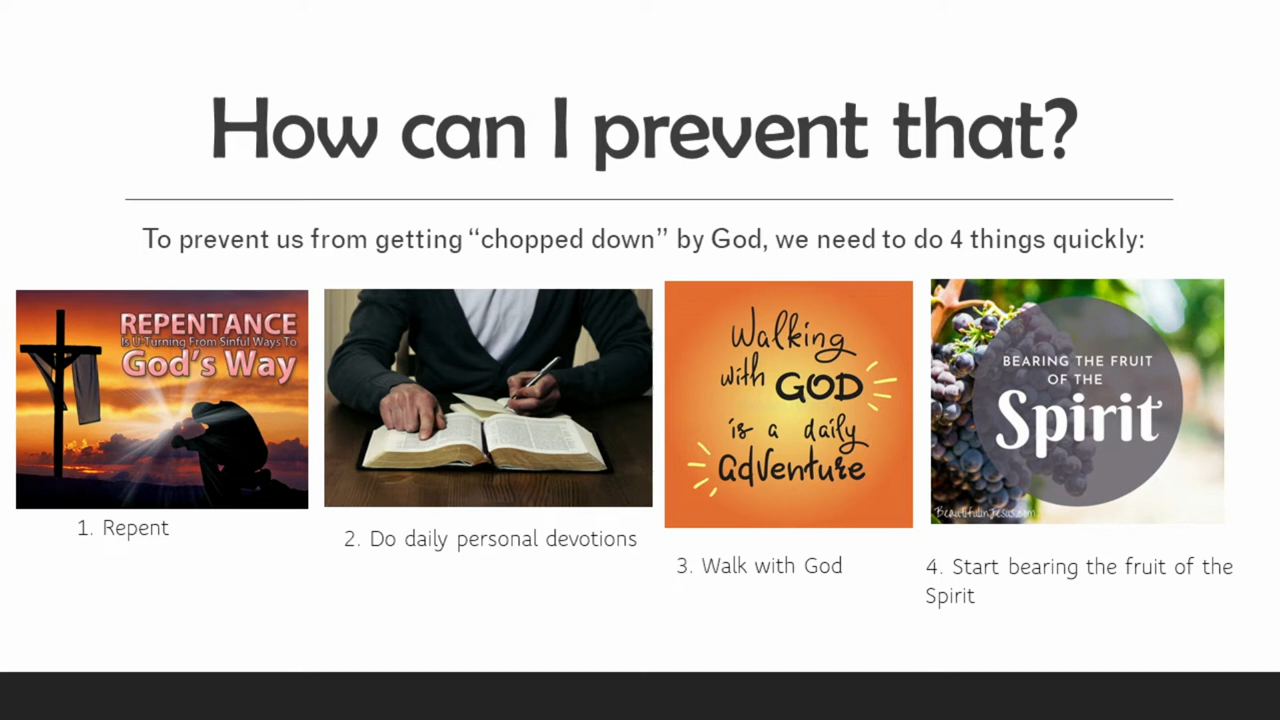 How can I prevent that?
To prevent us from getting “chopped down” by God, we need to do 4 things quickly:
REPENTANCE
Is U-Turning From Sinful Ways To
God's Way
1. Repent
2. Do daily personal devotions
Walking
with GOD
is a daily
adventure
3. Walk with God
BEARING THE FRUIT
OF THE
Spirit
BeautifulinJesus.com
4. Start bearing the fruit of the
Spirit